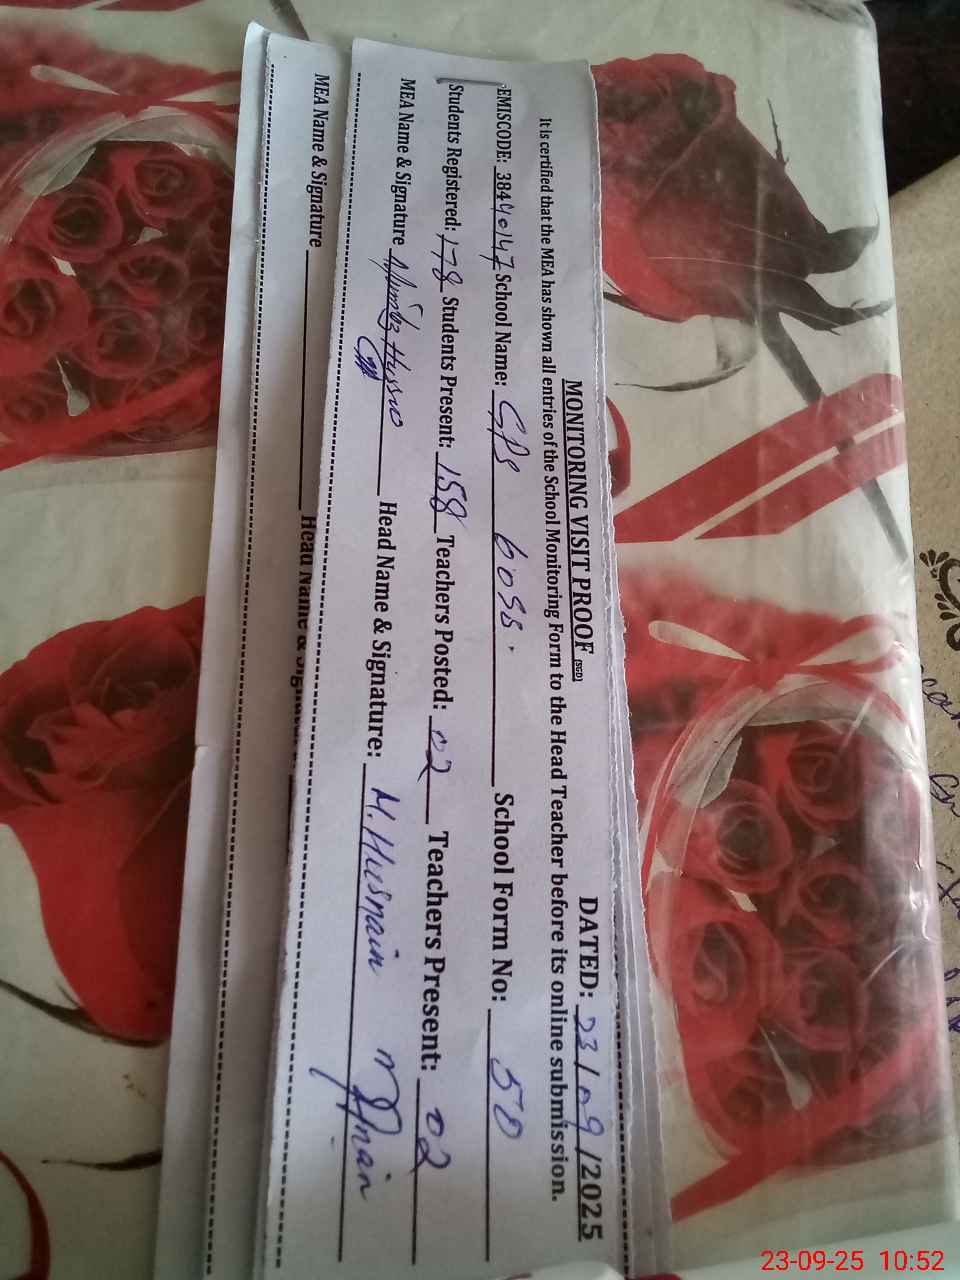 MONITORING VISIT PROOF (SGD) DATED: 23/09/2025
It is certified that the MEA has shown all entries of the School Monitoring Form to the Head Teacher before its online submission.
EMISCODE: 38440147 School Name: GPS School Form No: 50
Students Registered: 178 Students Present: 158 Teachers Posted: 02 Teachers Present: 02
MEA Name & Signature Head Name & Signature: M. Husnain
MEA Name & Signature Head Name &
23-09-25 10:52